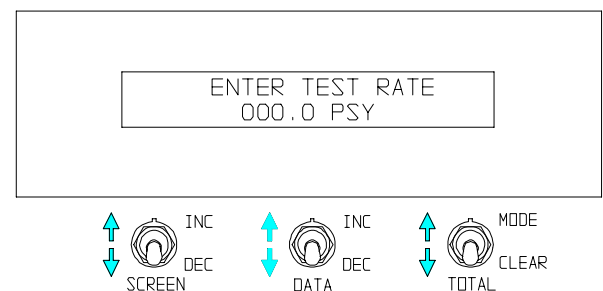 ENTER TEST RATE
000.0 PSY
INC INC MODE
DEC DEC CLEAR
SCREEN DATA TOTAL